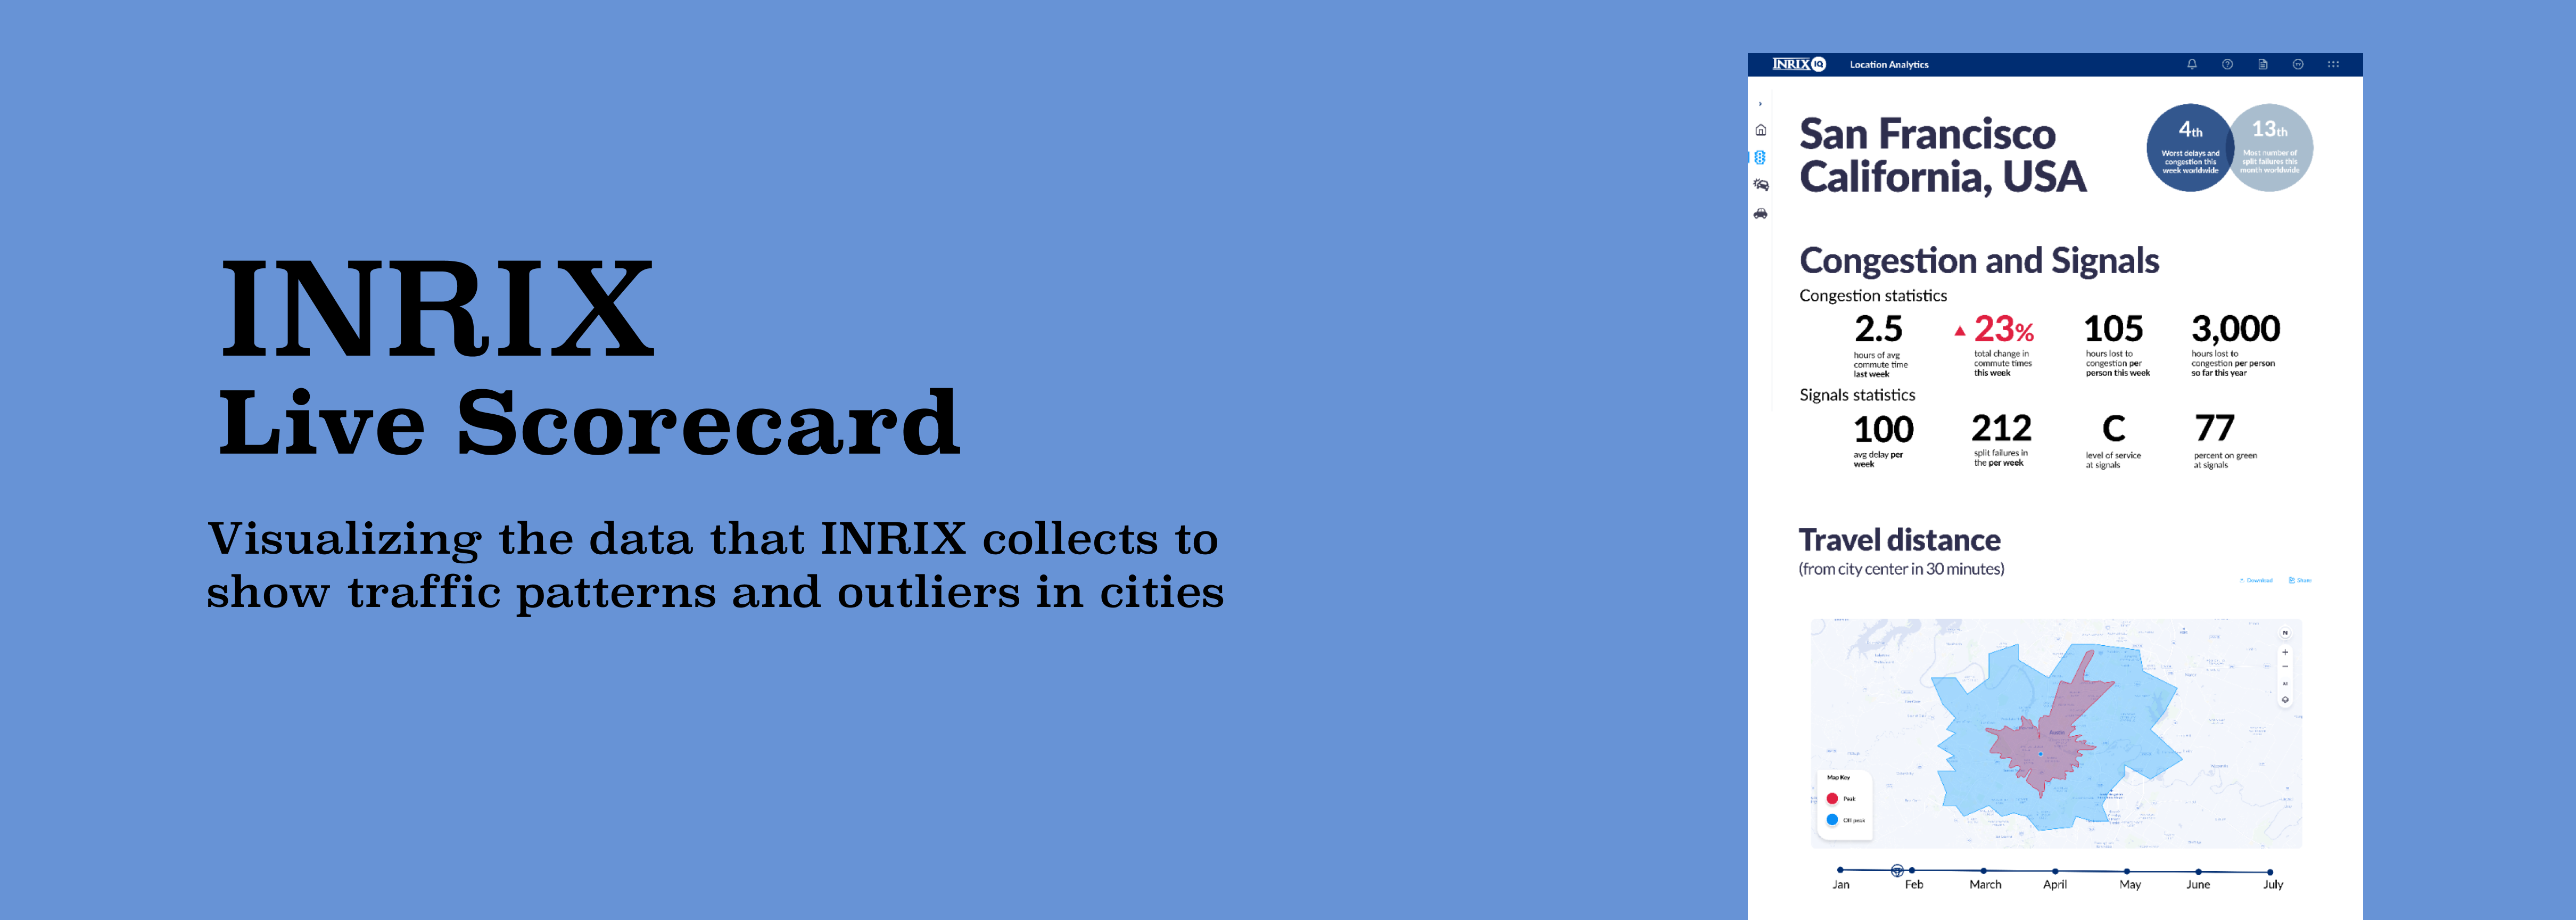 INRIX
Live Scorecard
Visualizing the data that INRIX collects to
show traffic patterns and outliers in cities
INRIX IQ
Location Analytics
San Francisco
California, USA
4th
Worst delays and
congestion this
week worldwide
13th
Most number of
split failures this
month worldwide
Congestion and Signals
Congestion statistics
2.5
hours of avg
commute time
last week
23%
total change in
commute times
this week
105
hours lost to
congestion per
person this week
3,000
hours lost to
congestion per person
so far this year
Signals statistics
100
avg delay per
week
212
split failures in
the per week
C
level of service
at signals
77
percent on green
at signals
Travel distance
(from city center in 30 minutes)
Download
Share
N
Austin
Map Key
Peak
Off peak
Jan
Feb
March
April
May
June
July